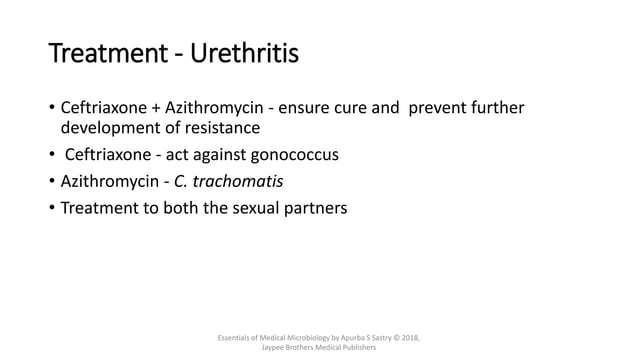 Treatment - Urethritis
• Ceftriaxone + Azithromycin - ensure cure and  prevent further
development of resistance
•  Ceftriaxone - act against gonococcus
• Azithromycin - C. trachomatis
• Treatment to both the sexual partners
Essentials of Medical Microbiology by Apurba S Sastry © 2018,
Jaypee Brothers Medical Publishers